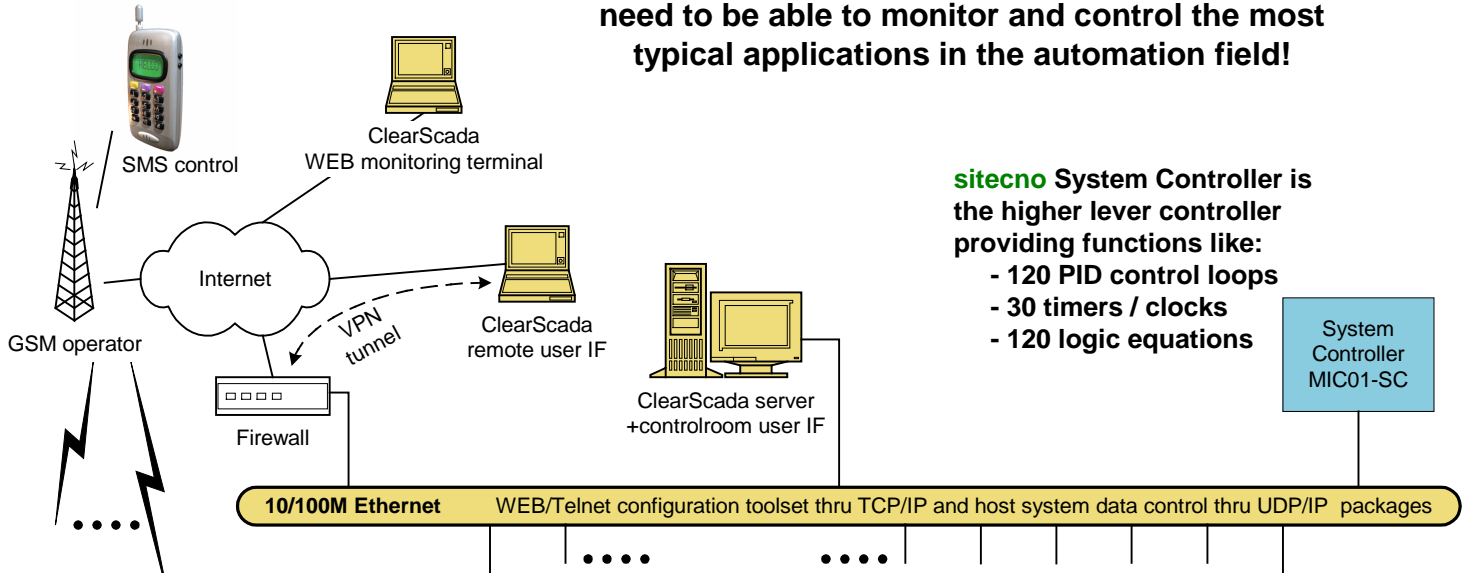 need to be able to monitor and control the most
typical applications in the automation field!
SMS control
ClearScada
WEB monitoring terminal
sitecno System Controller is
the higher lever controller
providing functions like:
- 120 PID control loops
- 30 timers / clocks
- 120 logic equations
Internet
VPN
tunnel
ClearScada
remote user IF
GSM operator
System
Controller
MIC01-SC
ClearScada server
+controlroom user IF
Firewall
10/100M Ethernet WEB/Telnet configuration toolset thru TCP/IP and host system data control thru UDP/IP packages